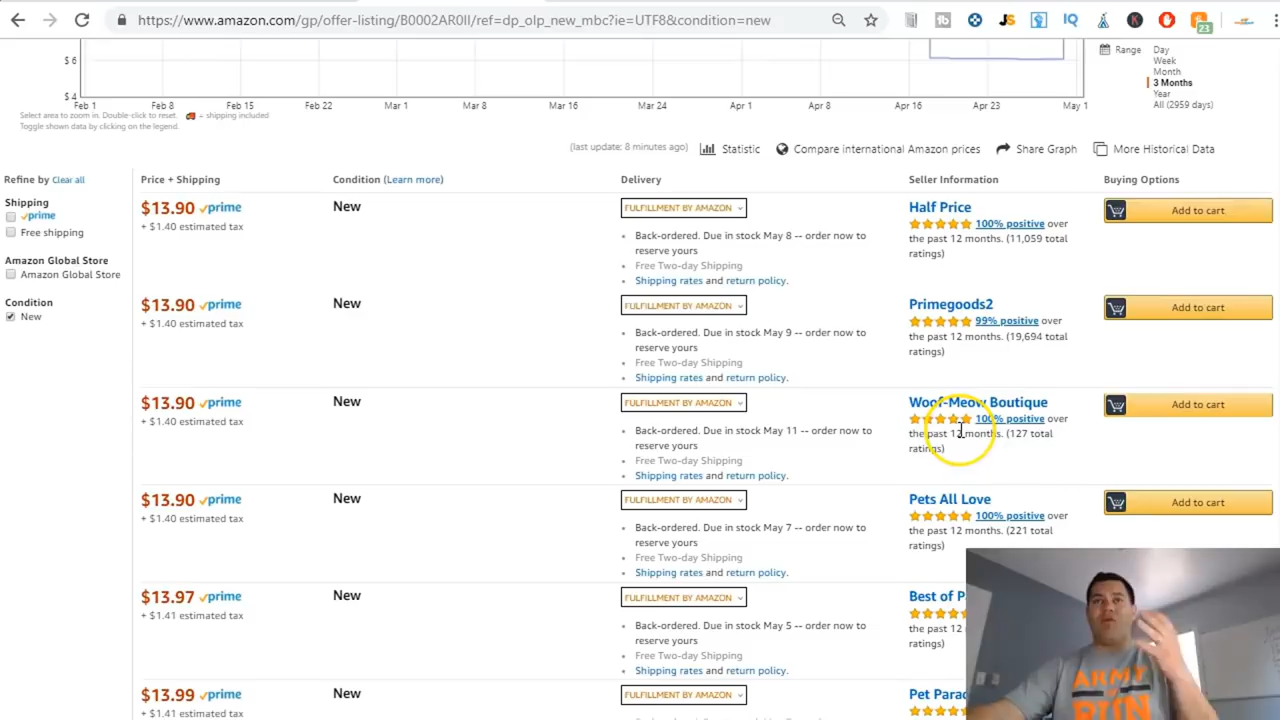 https://www.amazon.com/gp/offer-listing/B0002AR0II/ref=dp_olp_new_mbc?ie=UTF8&condition=new
JS
IQ
K
23
$ 6
$ 4
Feb 1 Feb 8 Feb 15 Feb 22 Mar 1 Mar 8 Mar 16 Mar 24 Apr 1 Apr 8 Apr 16 Apr 23 May 1
Range
Day
Week
Month
3 Months
Year
All (2959 days)
Select area to zoom in. Double-click to reset. = shipping included
Toggle shown data by clicking on the legend.
(last update: 8 minutes ago) Statistic Compare international Amazon prices Share Graph More Historical Data
Refine by Clear all
Shipping
prime
Free shipping
Amazon Global Store
Amazon Global Store
Condition
New
Price + Shipping Condition (Learn more) Delivery Seller Information Buying Options
$13.90 prime
+ $1.40 estimated tax
New
FULFILLMENT BY AMAZON
Back-ordered. Due in stock May 8 -- order now to
reserve yours
Free Two-day Shipping
Shipping rates and return policy.
Half Price
100% positive over
the past 12 months. (11,059 total
ratings)
Add to cart
$13.90 prime
+ $1.40 estimated tax
New
FULFILLMENT BY AMAZON
Back-ordered. Due in stock May 9 -- order now to
reserve yours
Free Two-day Shipping
Shipping rates and return policy.
Primegoods2
99% positive over
the past 12 months. (19,694 total
ratings)
Add to cart
$13.90 prime
+ $1.40 estimated tax
New
FULFILLMENT BY AMAZON
Back-ordered. Due in stock May 11 -- order now to
reserve yours
Free Two-day Shipping
Shipping rates and return policy.
Woof-Meow Boutique
100% positive over
the past 12 months. (127 total
ratings)
Add to cart
$13.90 prime
+ $1.40 estimated tax
New
FULFILLMENT BY AMAZON
Back-ordered. Due in stock May 7 -- order now to
reserve yours
Free Two-day Shipping
Shipping rates and return policy.
Pets All Love
100% positive over
the past 12 months. (221 total
ratings)
Add to cart
$13.97 prime
+ $1.41 estimated tax
New
FULFILLMENT BY AMAZON
Back-ordered. Due in stock May 5 -- order now to
reserve yours
Free Two-day Shipping
Shipping rates and return policy.
Best of
the past 12
ratings)
$13.99 prime
+ $1.41 estimated tax
New
FULFILLMENT BY AMAZON
Pet
ARMY
RUN